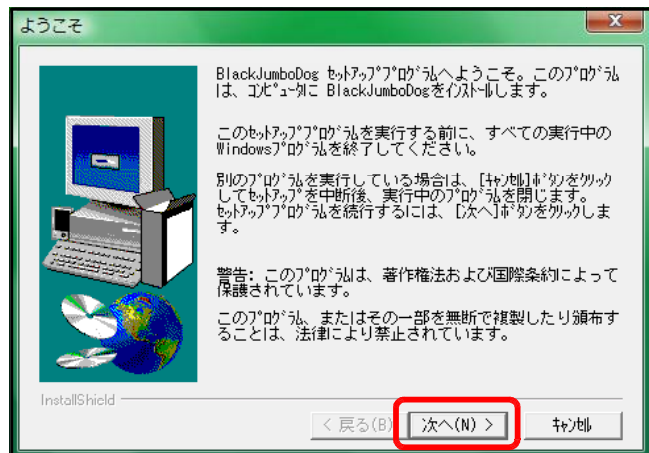 ようこそ
BlackJumboDog ｾｯﾄｱｯﾌﾟﾌﾟﾛｸﾞﾗﾑへようこそ。このﾌﾟﾛｸﾞﾗﾑ
は、ｺﾝﾋﾟｭｰﾀに BlackJumboDogをｲﾝｽﾄｰﾙします。
このｾｯﾄｱｯﾌﾟﾌﾟﾛｸﾞﾗﾑを実行する前に、すべての実行中の
Windowsﾌﾟﾛｸﾞﾗﾑを終了してください。
別のﾌﾟﾛｸﾞﾗﾑを実行している場合は、[ｷｬﾝｾﾙ]ﾎﾞﾀﾝをｸﾘｯｸ
してｾｯﾄｱｯﾌﾟを中断後、実行中のﾌﾟﾛｸﾞﾗﾑを閉じます。
ｾｯﾄｱｯﾌﾟﾌﾟﾛｸﾞﾗﾑを続行するには、[次へ]ﾎﾞﾀﾝをｸﾘｯｸしま
す。
警告: このﾌﾟﾛｸﾞﾗﾑは、著作権法および国際条約によって
保護されています。
このﾌﾟﾛｸﾞﾗﾑ、またはその一部を無断で複製したり頒布す
ることは、法律により禁止されています。
InstallShield
< 戻る(B) 次へ(N) > ｷｬﾝｾﾙ